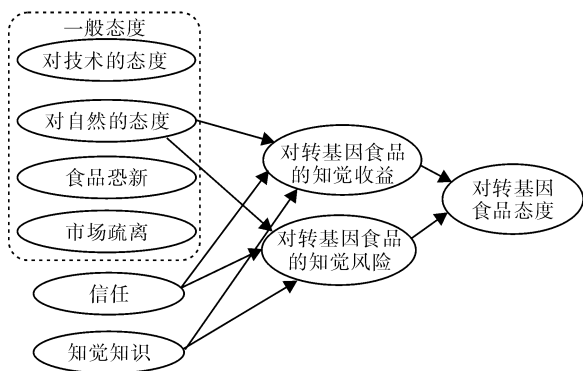 一般态度
对技术的态度
对自然的态度
食品恐新
市场疏离
信任
知觉知识
对转基因食品
的知觉收益
对转基因食品
的知觉风险
对转基因
食品态度